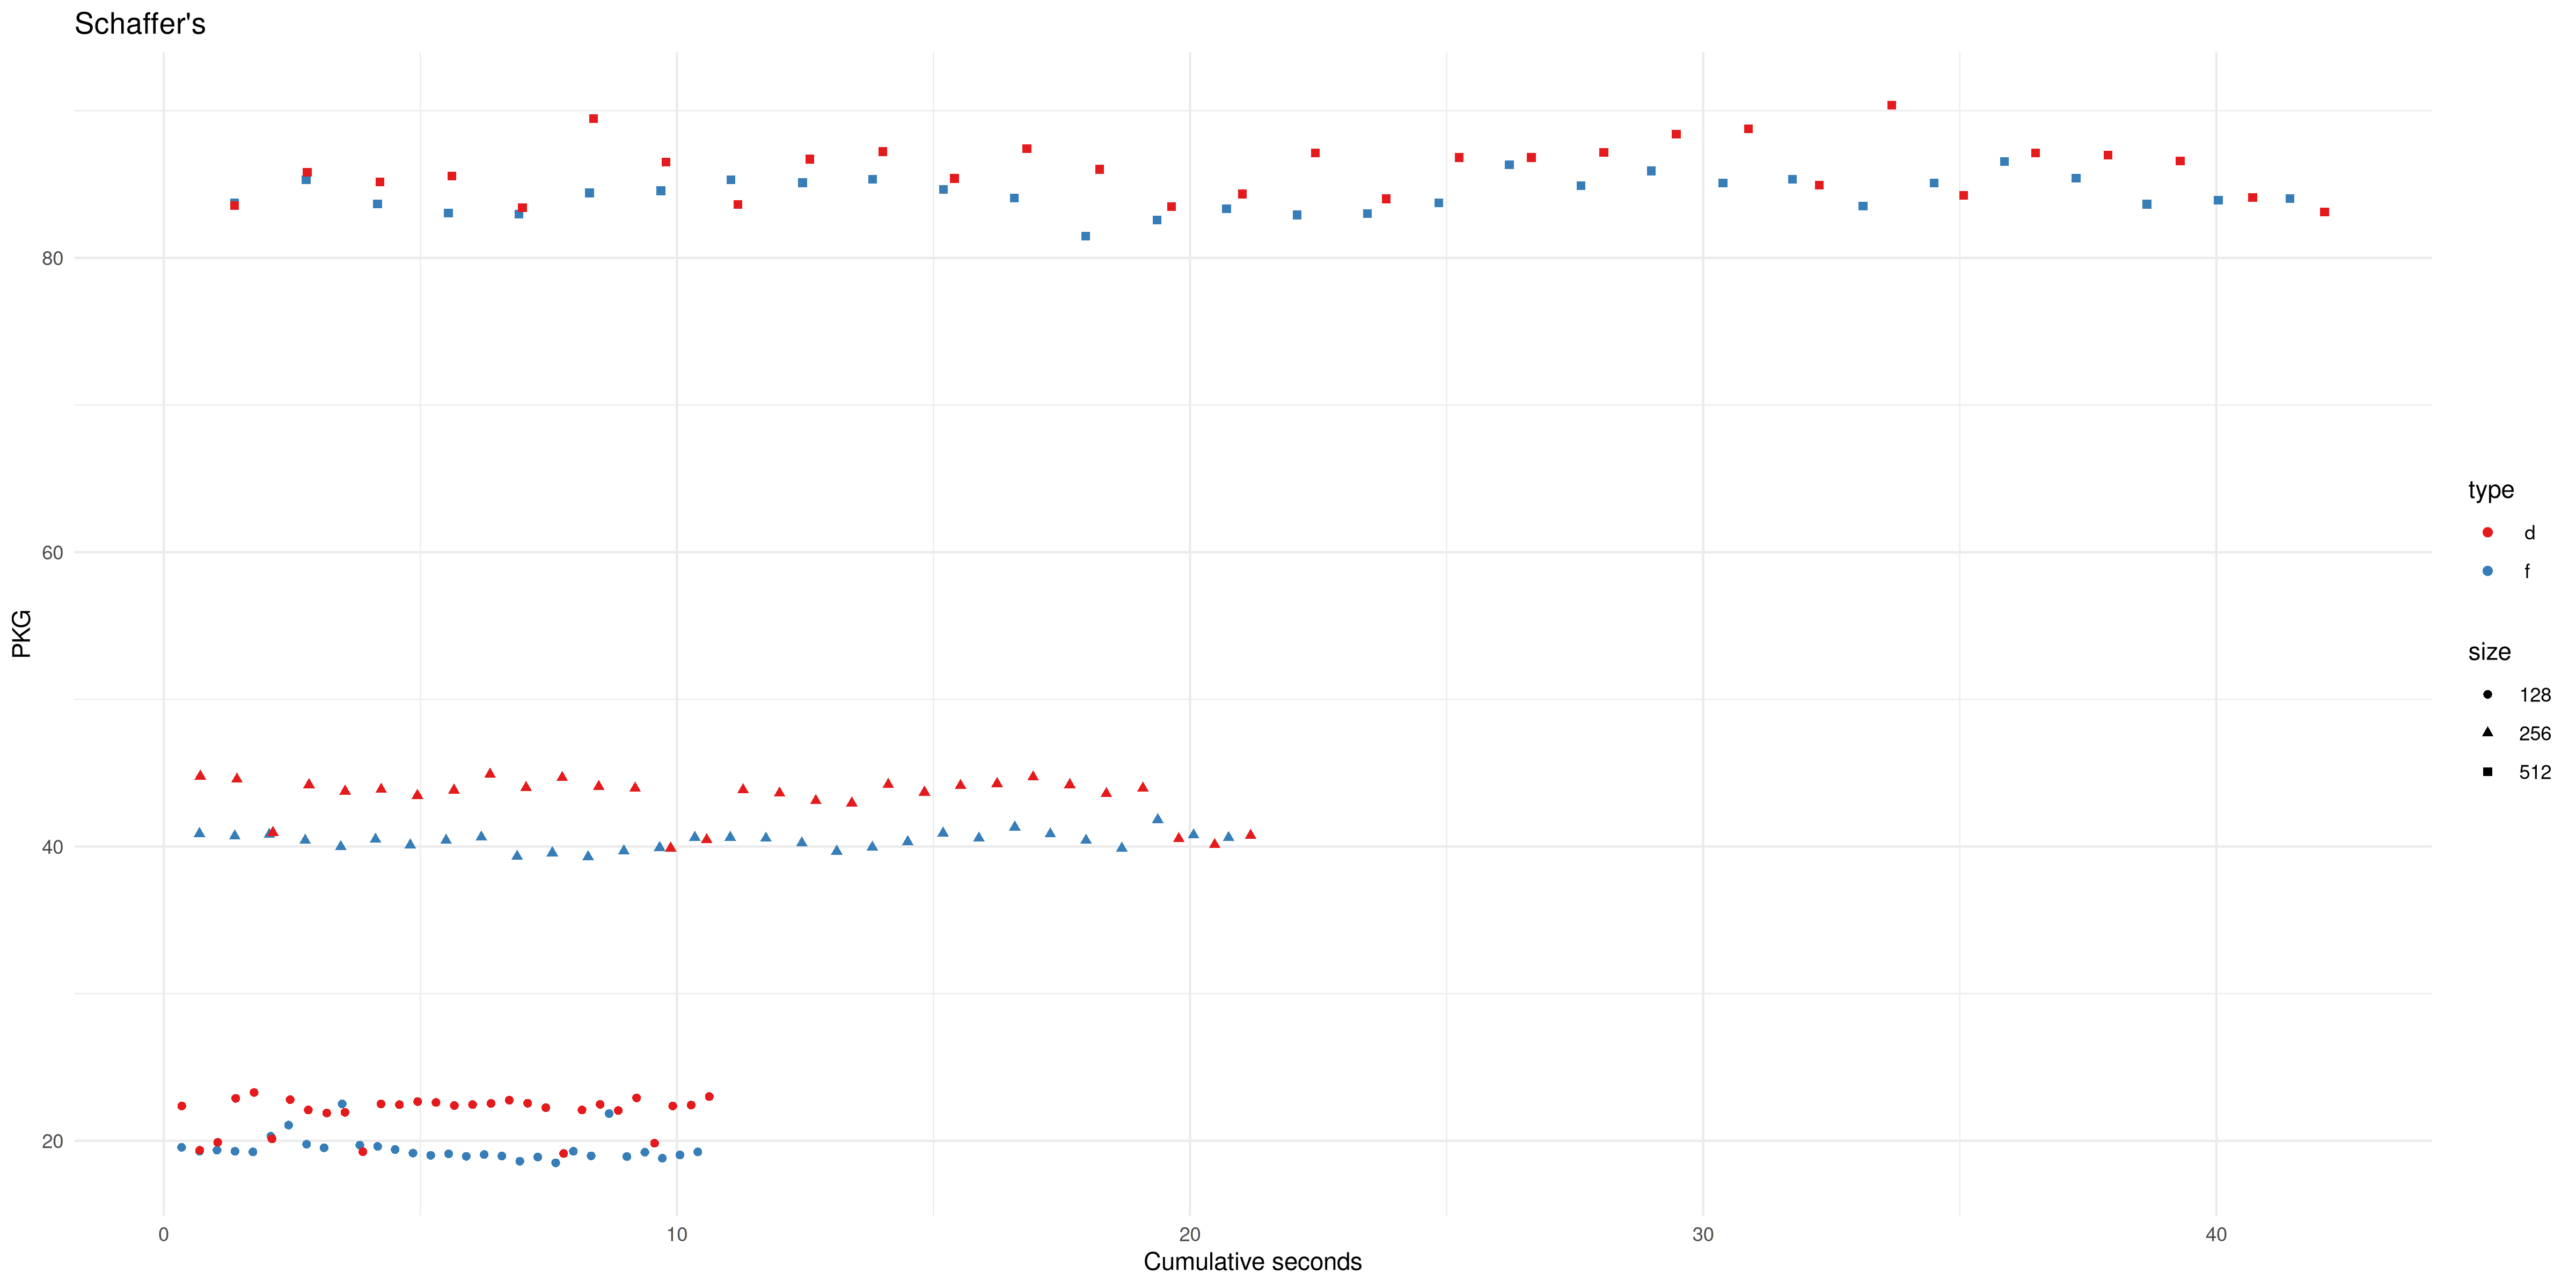 Schaffer's
80
60
40
20
PKG
0 10 20 30 40
Cumulative seconds
type
d
f
size
128
256
512